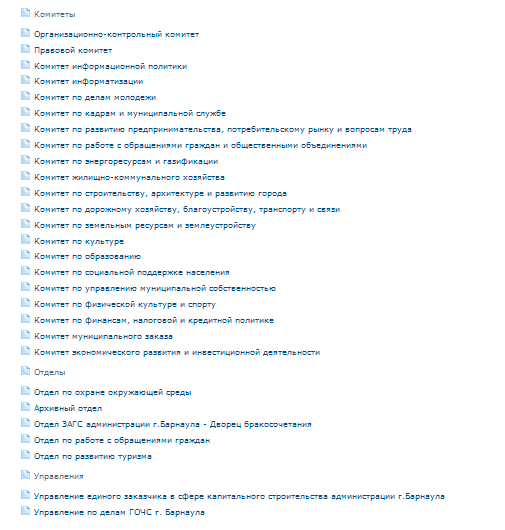 Комитеты
Организационно-контрольный комитет
Правовой комитет
Комитет информационной политики
Комитет информатизации
Комитет по делам молодежи
Комитет по кадрам и муниципальной службе
Комитет по развитию предпринимательства, потребительскому рынку и вопросам труда
Комитет по работе с обращениями граждан и общественными объединениями
Комитет по энергоресурсам и газификации
Комитет жилищно-коммунального хозяйства
Комитет по строительству, архитектуре и развитию города
Комитет по дорожному хозяйству, благоустройству, транспорту и связи
Комитет по земельным ресурсам и землеустройству
Комитет по культуре
Комитет по образованию
Комитет по социальной поддержке населения
Комитет по управлению муниципальной собственностью
Комитет по физической культуре и спорту
Комитет по финансам, налоговой и кредитной политике
Комитет муниципального заказа
Комитет экономического развития и инвестиционной деятельности
Отделы
Отдел по охране окружающей среды
Архивный отдел
Отдел ЗАГС администрации г.Барнаула - Дворец бракосочетания
Отдел по работе с обращениями граждан
Отдел по развитию туризма
Управления
Управление единого заказчика в сфере капитального строительства администрации г.Барнаула
Управление по делам ГОЧС г. Барнаула